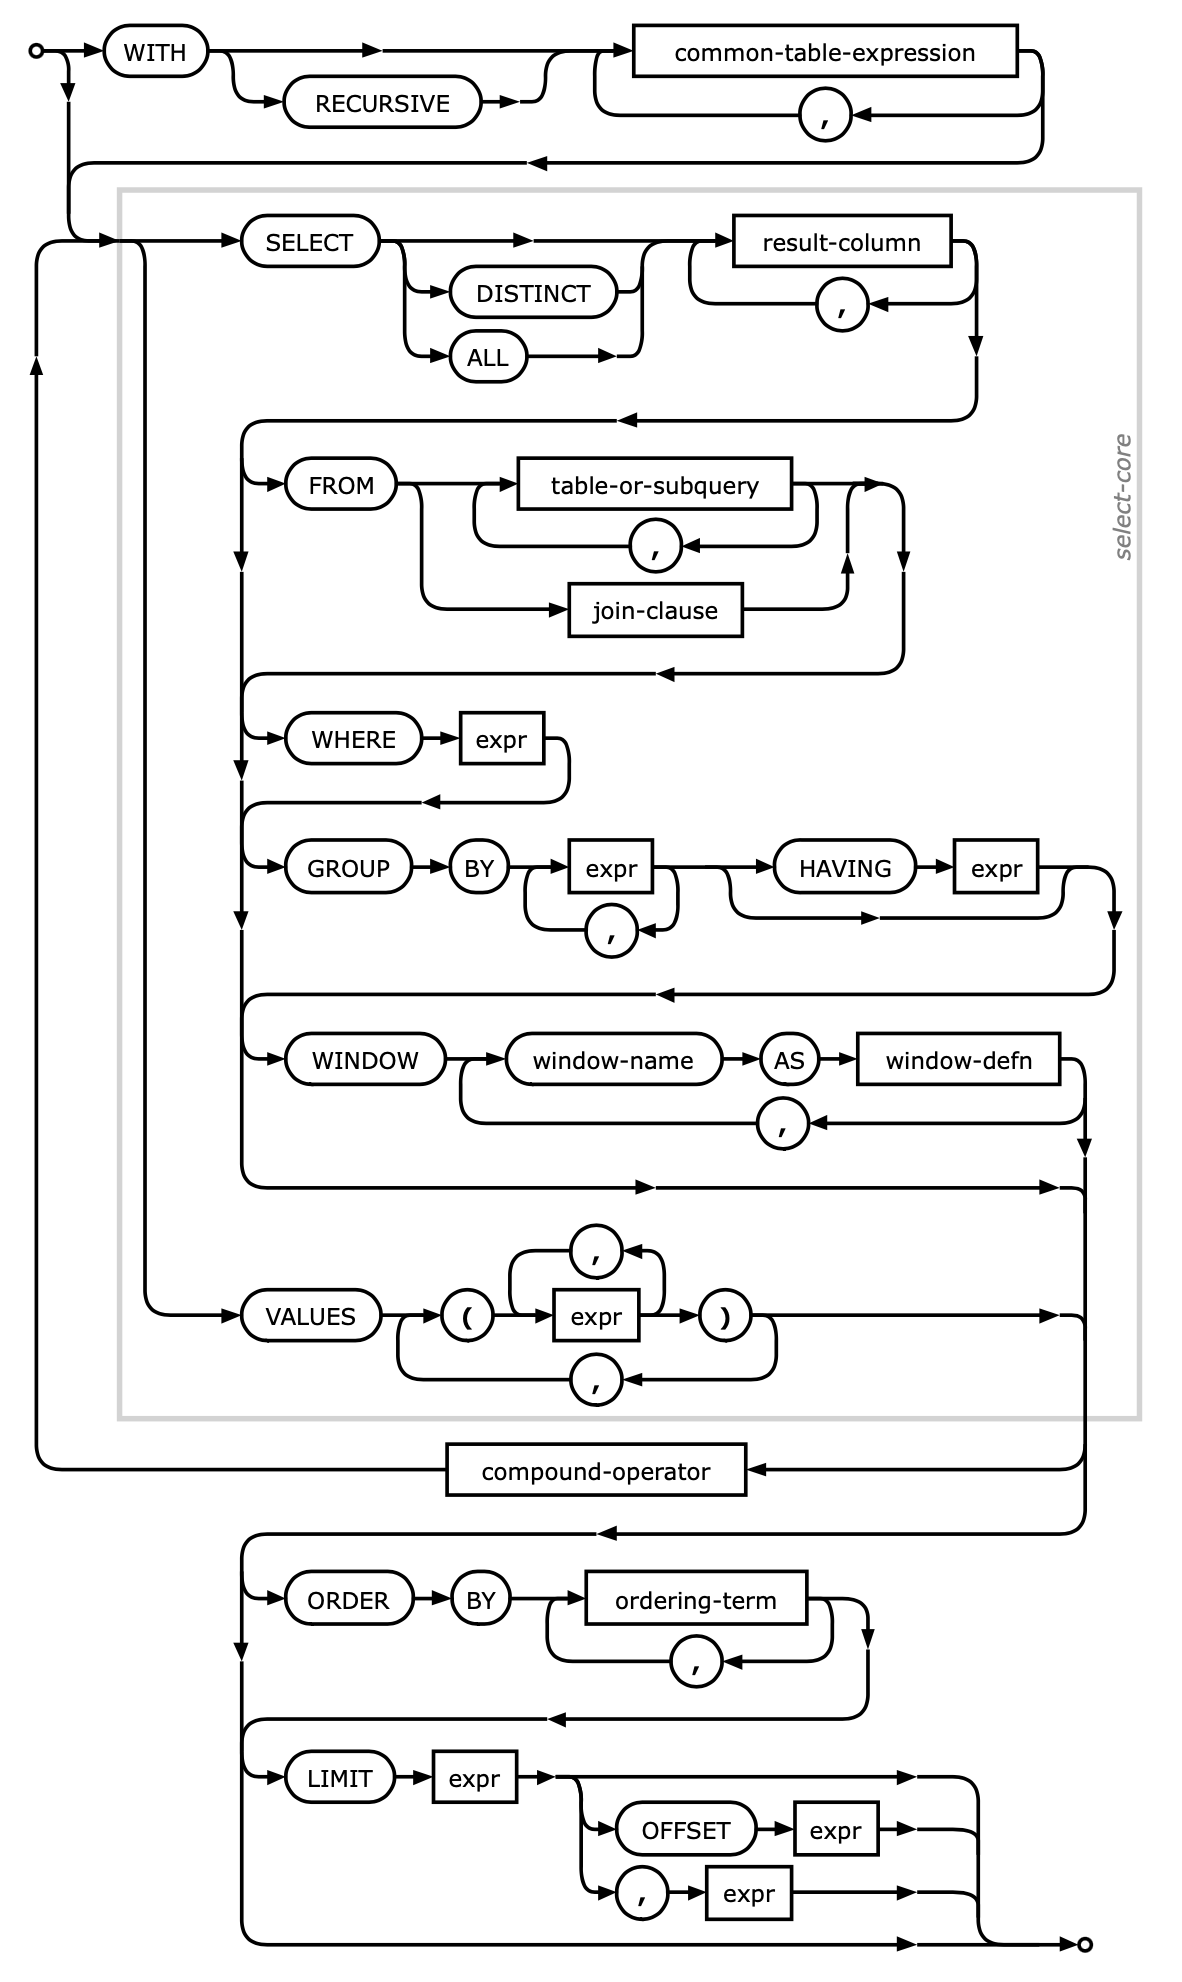 WITH common-table-expression
RECURSIVE
,
SELECT result-column
DISTINCT
,
ALL
select-core
FROM table-or-subquery
,
join-clause
WHERE expr
GROUP BY expr HAVING expr
,
WINDOW window-name AS window-defn
,
,
VALUES ( expr )
,
compound-operator
ORDER BY ordering-term
,
LIMIT expr
OFFSET expr
, expr